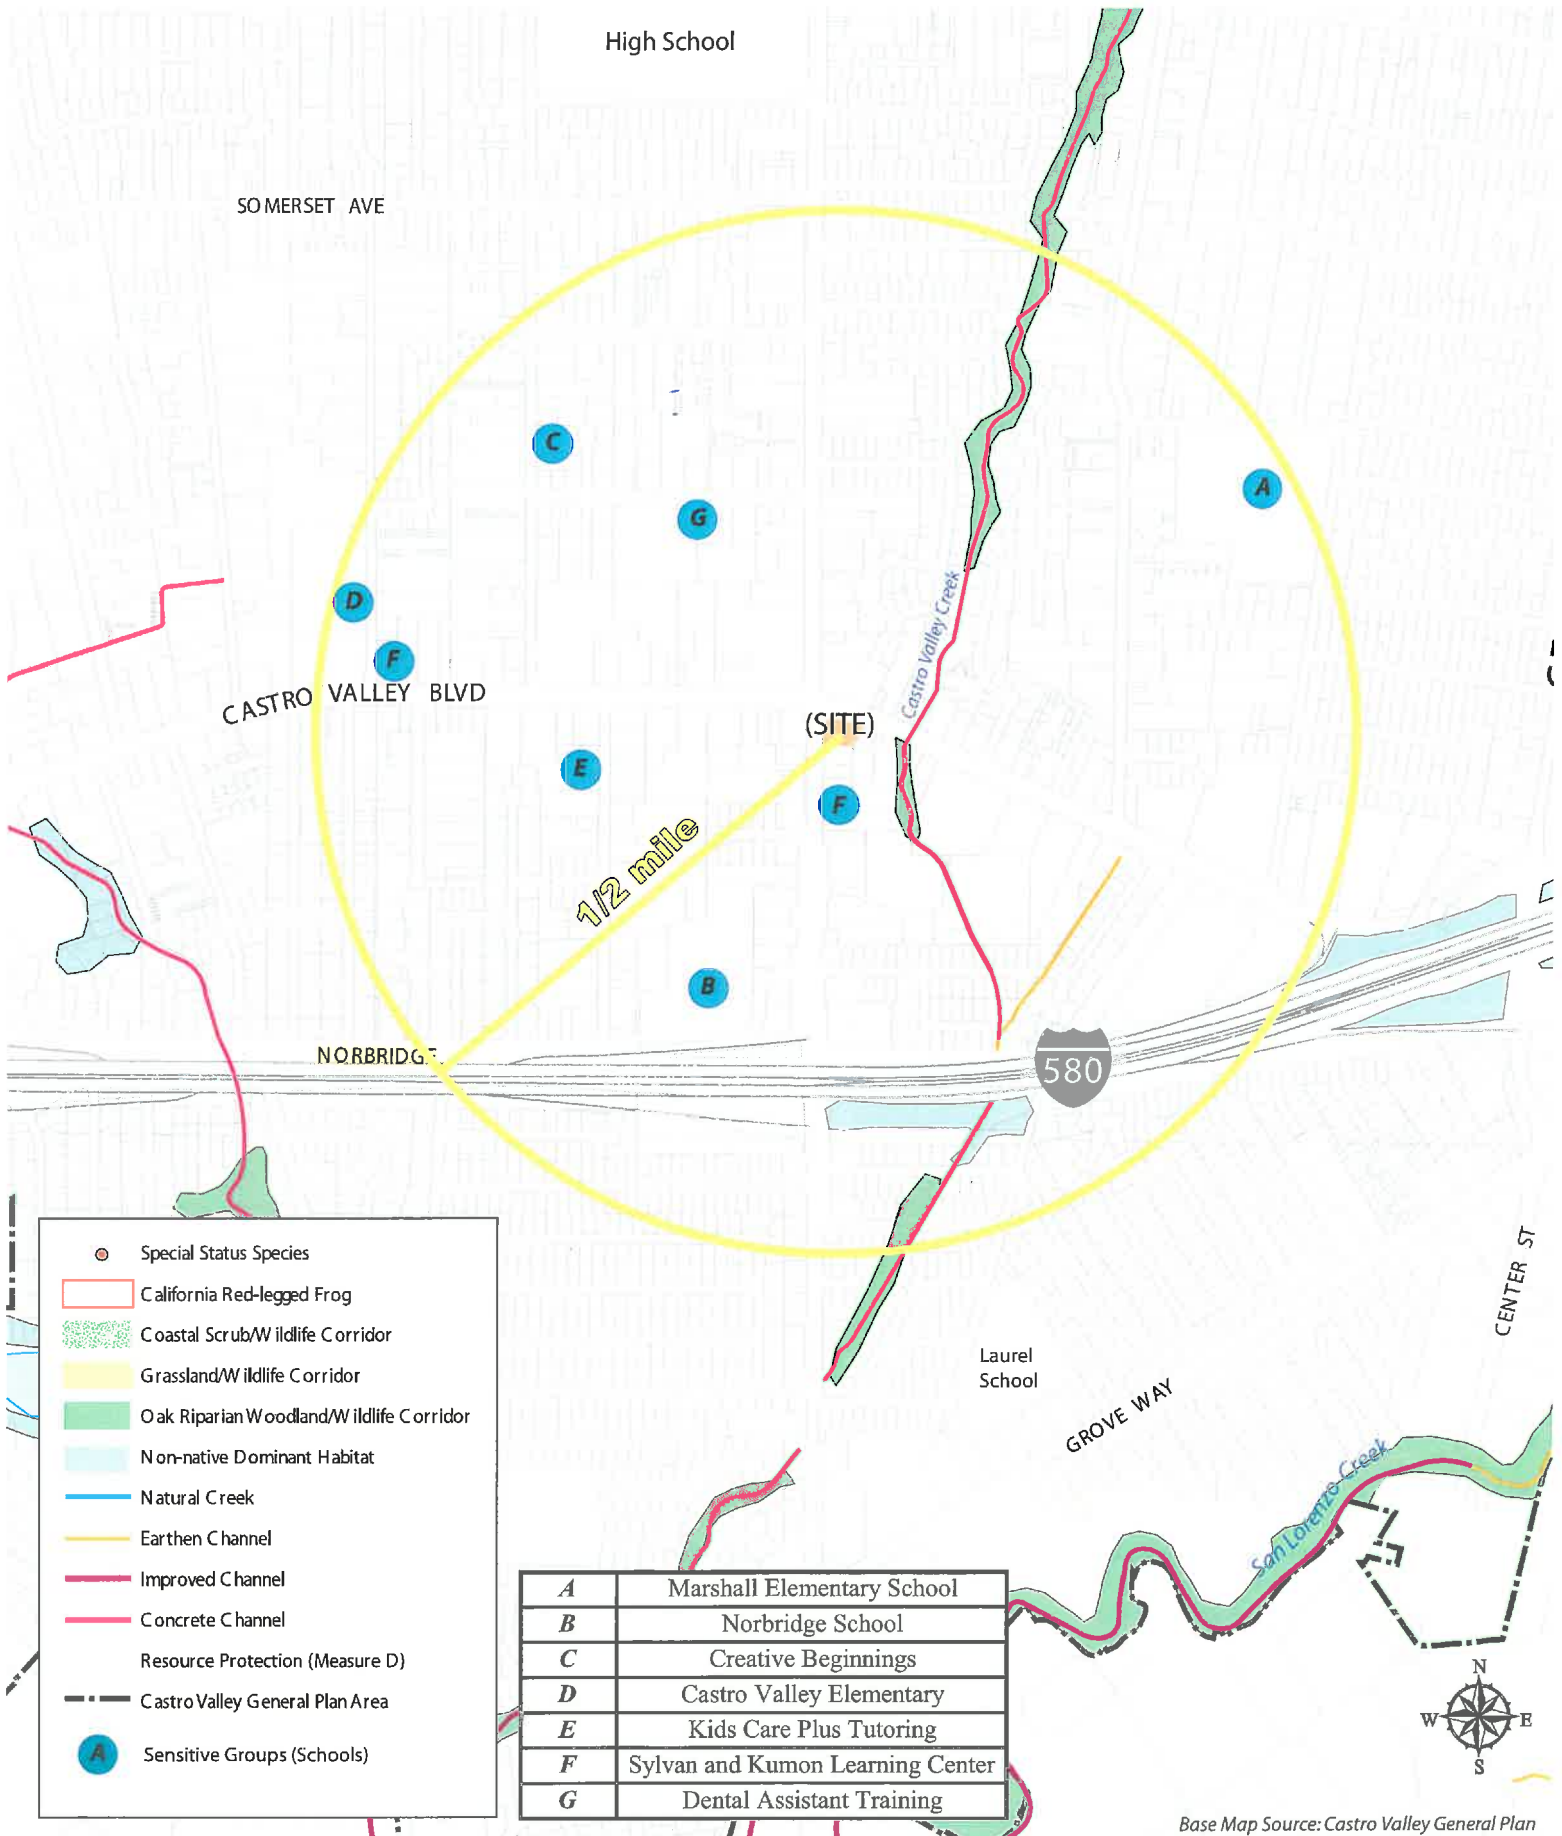 High School
SOMERSET AVE
C
A
G
D
F
Castro Valley Creek
CASTRO VALLEY BLVD
(SITE)
E
F
1/2 mile
B
NORBRIDGE
580
Special Status Species
California Red-legged Frog
Coastal Scrub/Wildlife Corridor
Grassland/Wildlife Corridor
Oak Riparian Woodland/Wildlife Corridor
Non-native Dominant Habitat
Natural Creek
Earthen Channel
Improved Channel
Concrete Channel
Resource Protection (Measure D)
Castro Valley General Plan Area
A Sensitive Groups (Schools)
CENTER ST
Laurel
School
GROVE WAY
San Lorenzo Creek
A Marshall Elementary School
B Norbridge School
C Creative Beginnings
D Castro Valley Elementary
E Kids Care Plus Tutoring
F Sylvan and Kumon Learning Center
G Dental Assistant Training
N
W E
S
Base Map Source: Castro Valley General Plan